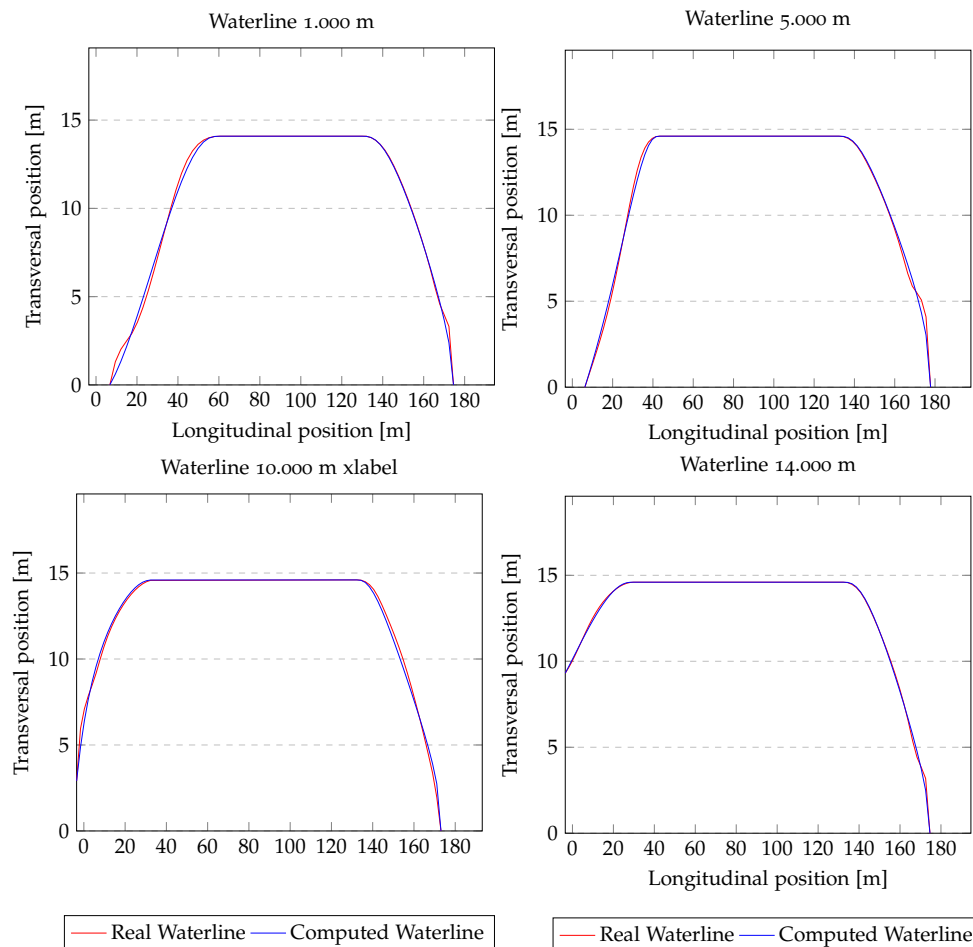 Waterline 1.000 m
Transversal position [m]
15
10
5
0
0 20 40 60 80 100 120 140 160 180
Longitudinal position [m]
Waterline 5.000 m
Transversal position [m]
15
10
5
0
0 20 40 60 80 100 120 140 160 180
Longitudinal position [m]
Waterline 10.000 m xlabel
Transversal position [m]
15
10
5
0
0 20 40 60 80 100 120 140 160 180
Real Waterline Computed Waterline
Waterline 14.000 m
Transversal position [m]
15
10
5
0
0 20 40 60 80 100 120 140 160 180
Longitudinal position [m]
Real Waterline Computed Waterline